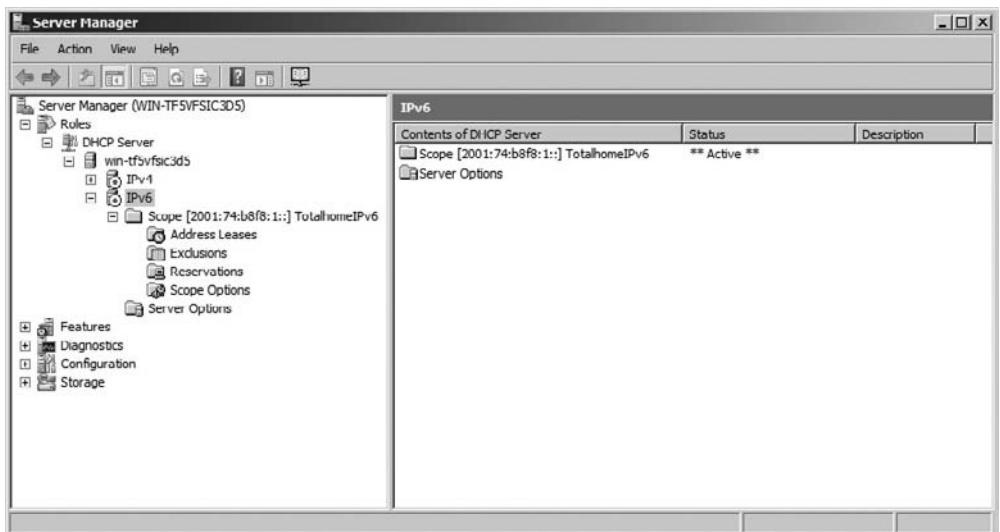 Server Manager
File Action View Help
Server Manager (WIN-TF5VFSIC3D5)
Roles
DHCP Server
win-tf5vfsic3d5
IPv4
IPv6
Scope [2001:74:b8f8:1::] TotalhomeIPv6
Address Leases
Exclusions
Reservations
Scope Options
Server Options
Features
Diagnostics
Configuration
Storage
IPv6
Contents of DHCP Server Status Description
Scope [2001:74:b8f8:1::] TotalhomeIPv6 ** Active **
Server Options